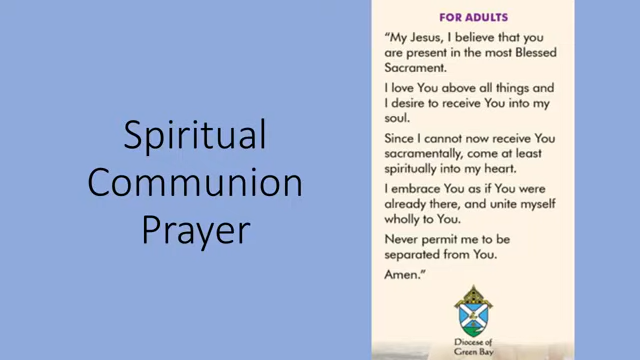 Spiritual
Communion
Prayer
FOR ADULTS
“My Jesus, I believe that you
are present in the most Blessed
Sacrament.
I love You above all things and
I desire to receive You into my
soul.
Since I cannot now receive You
sacramentally, come at least
spiritually into my heart.
I embrace You as if You were
already there, and unite myself
wholly to You.
Never permit me to be
separated from You.
Amen.”
Diocese of
Green Bay